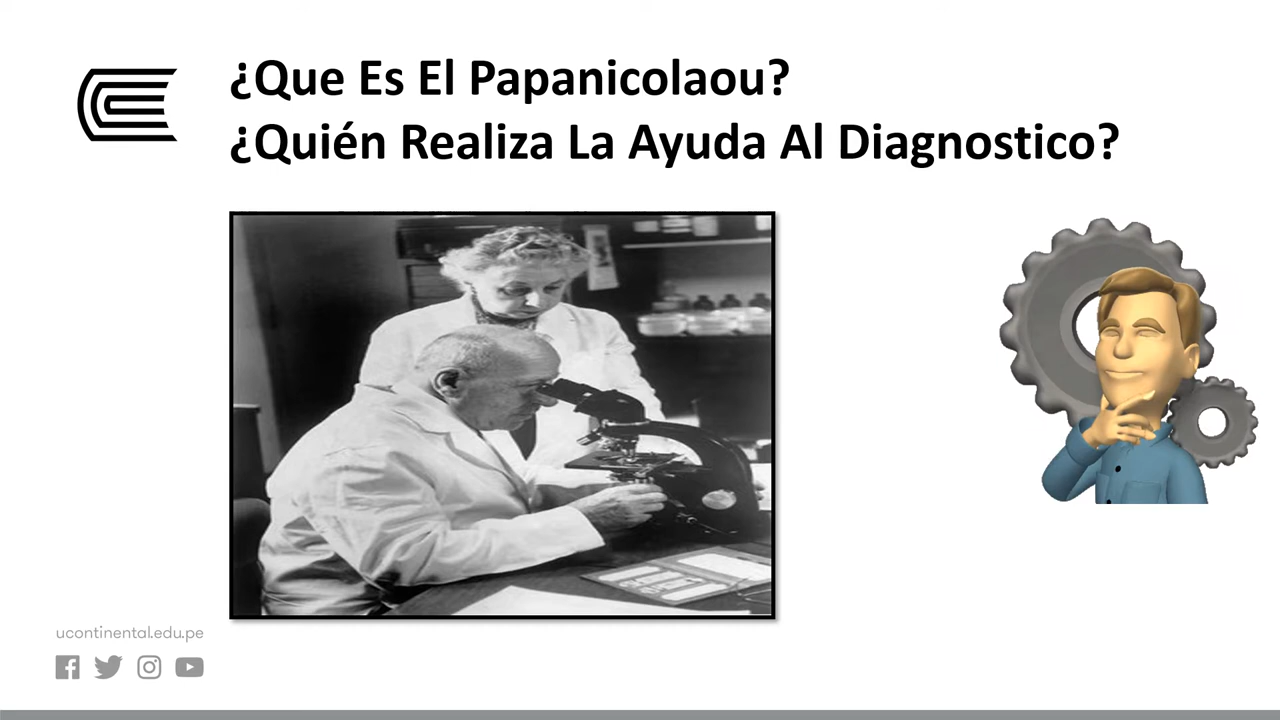 ¿Que Es El Papanicolaou?
¿Quién Realiza La Ayuda Al Diagnostico?
ucontinental.edu.pe